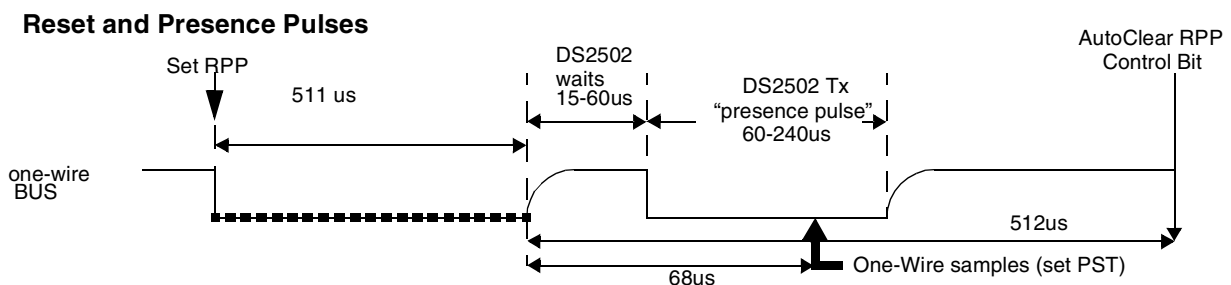 Reset and Presence Pulses
Set RPP
511 us
DS2502
waits
15-60us
DS2502 Tx
“presence pulse”
60-240us
AutoClear RPP
Control Bit
one-wire
BUS
512us
68us
One-Wire samples (set PST)